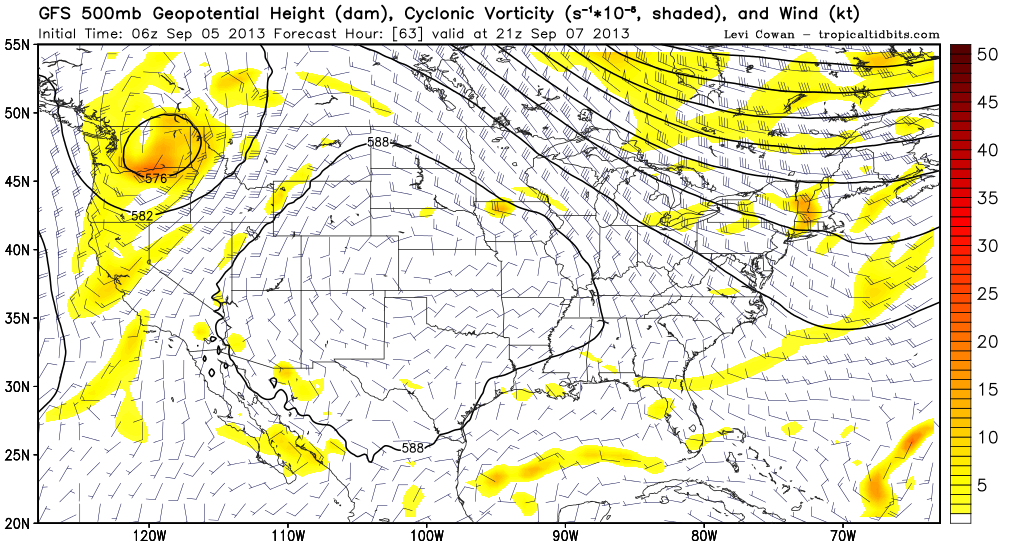 GFS 500mb Geopotential Height (dam), Cyclonic Vorticity (s⁻¹*10⁻⁵, shaded), and Wind (kt)
Initial Time: 06z Sep 05 2013 Forecast Hour: [63] valid at 21z Sep 07 2013 Levi Cowan – tropicaltidbits.com
55N
50N
45N
40N
35N
30N
25N
20N
120W 110W 100W 90W 80W 70W
588
576
582
588
50
45
40
35
30
25
20
15
10
5